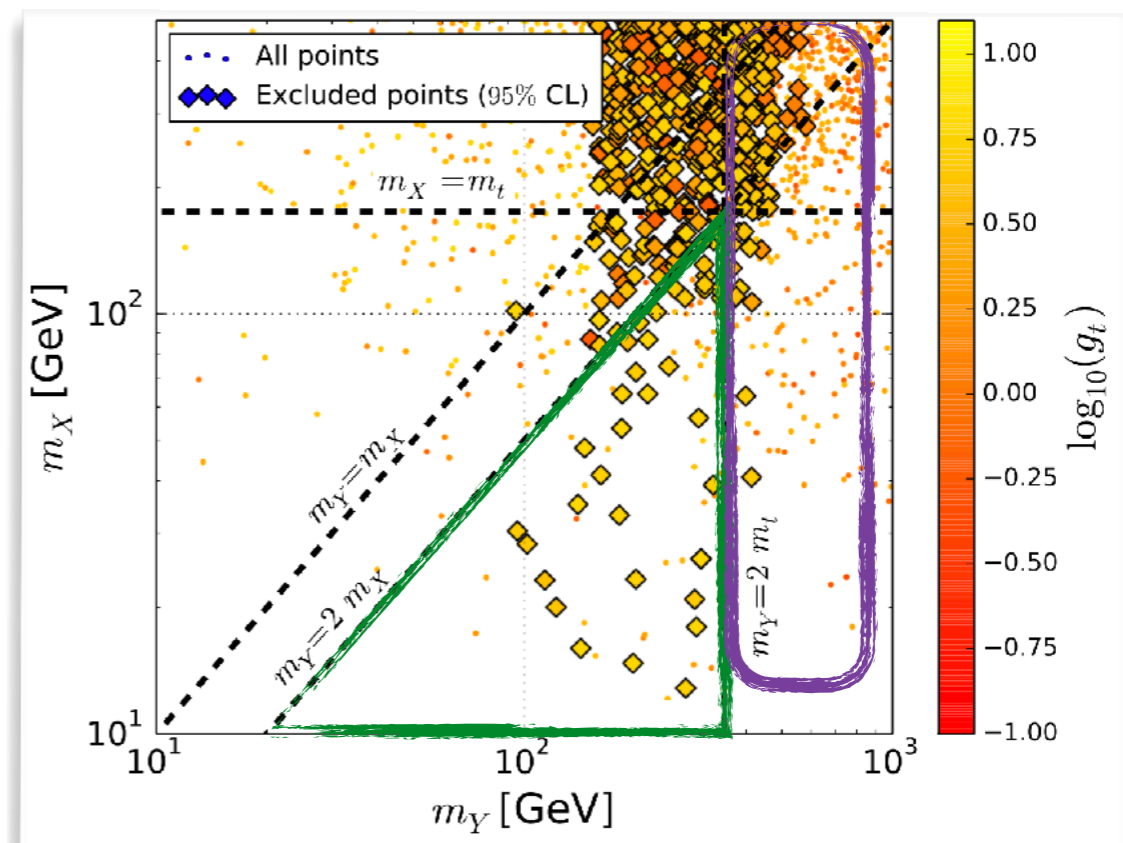 All points
Excluded points (95% CL)
m_X = m_t
m_Y = m_X
m_Y = 2 m_X
m_Y = 2 m_t
m_X [GeV]
10^2
10^1
10^1
10^2
10^3
m_Y [GeV]
1.00
0.75
0.50
0.25
0.00
−0.25
−0.50
−0.75
−1.00
log_10(g_t)